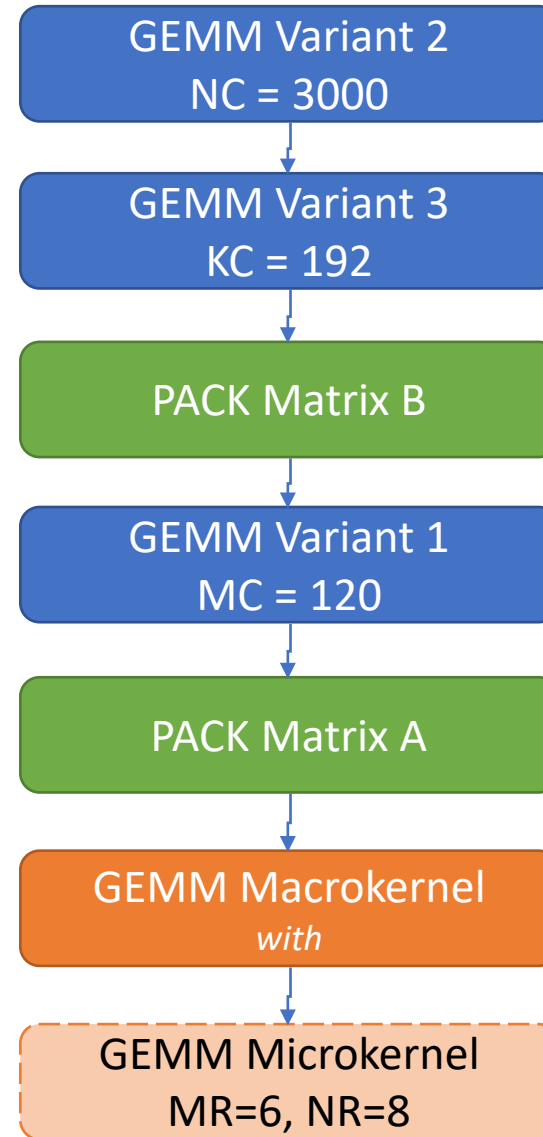 GEMM Variant 2
NC = 3000
GEMM Variant 3
KC = 192
PACK Matrix B
GEMM Variant 1
MC = 120
PACK Matrix A
GEMM Macrokernel
with
GEMM Microkernel
MR=6, NR=8